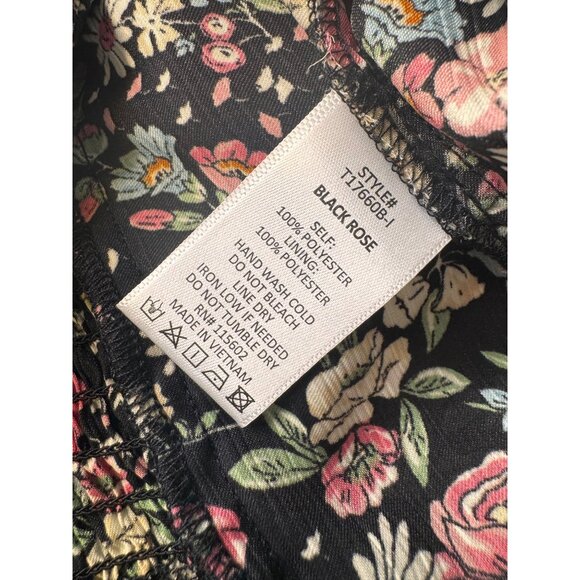 STYLE#
T17660B-I
BLACK ROSE
SELF:
100% POLYESTER
LINING:
100% POLYESTER
HAND WASH COLD
DO NOT BLEACH
LINE DRY
IRON LOW IF NEEDED
DO NOT TUMBLE DRY
RN# 115602
MADE IN VIETNAM